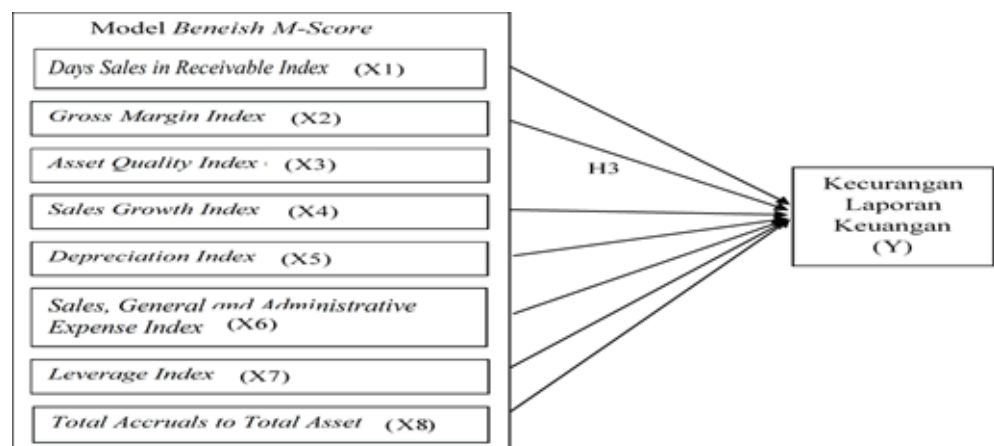 Model Beneish M-Score
Days Sales in Receivable Index (X1)
Gross Margin Index (X2)
Asset Quality Index (X3)
Sales Growth Index (X4)
Depreciation Index (X5)
Sales, General and Administrative
Expense Index (X6)
Leverage Index (X7)
Total Accruals to Total Asset (X8)
H3
Kecurangan
Laporan
Keuangan
(Y)